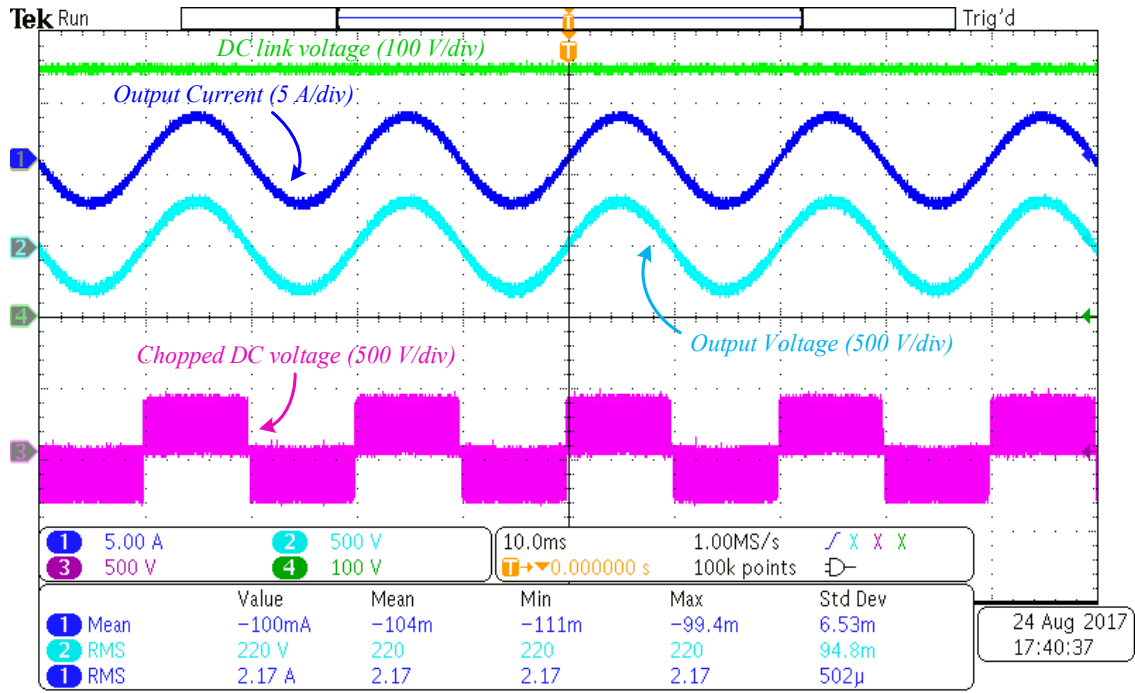 Tek Run Trig'd
T
T
DC link voltage (100 V/div)
Output Current (5 A/div)
1
2
4
Output Voltage (500 V/div)
Chopped DC voltage (500 V/div)
3
1 5.00 A 2 500 V 10.0ms 1.00MS/s X X X
3 500 V 4 100 V T→▼0.000000 s 100k points
Value Mean Min Max Std Dev
1 Mean −100mA −104m −111m −99.4m 6.53m
2 RMS 220 V 220 220 220 94.8m
1 RMS 2.17 A 2.17 2.17 2.17 502µ
24 Aug 2017
17:40:37